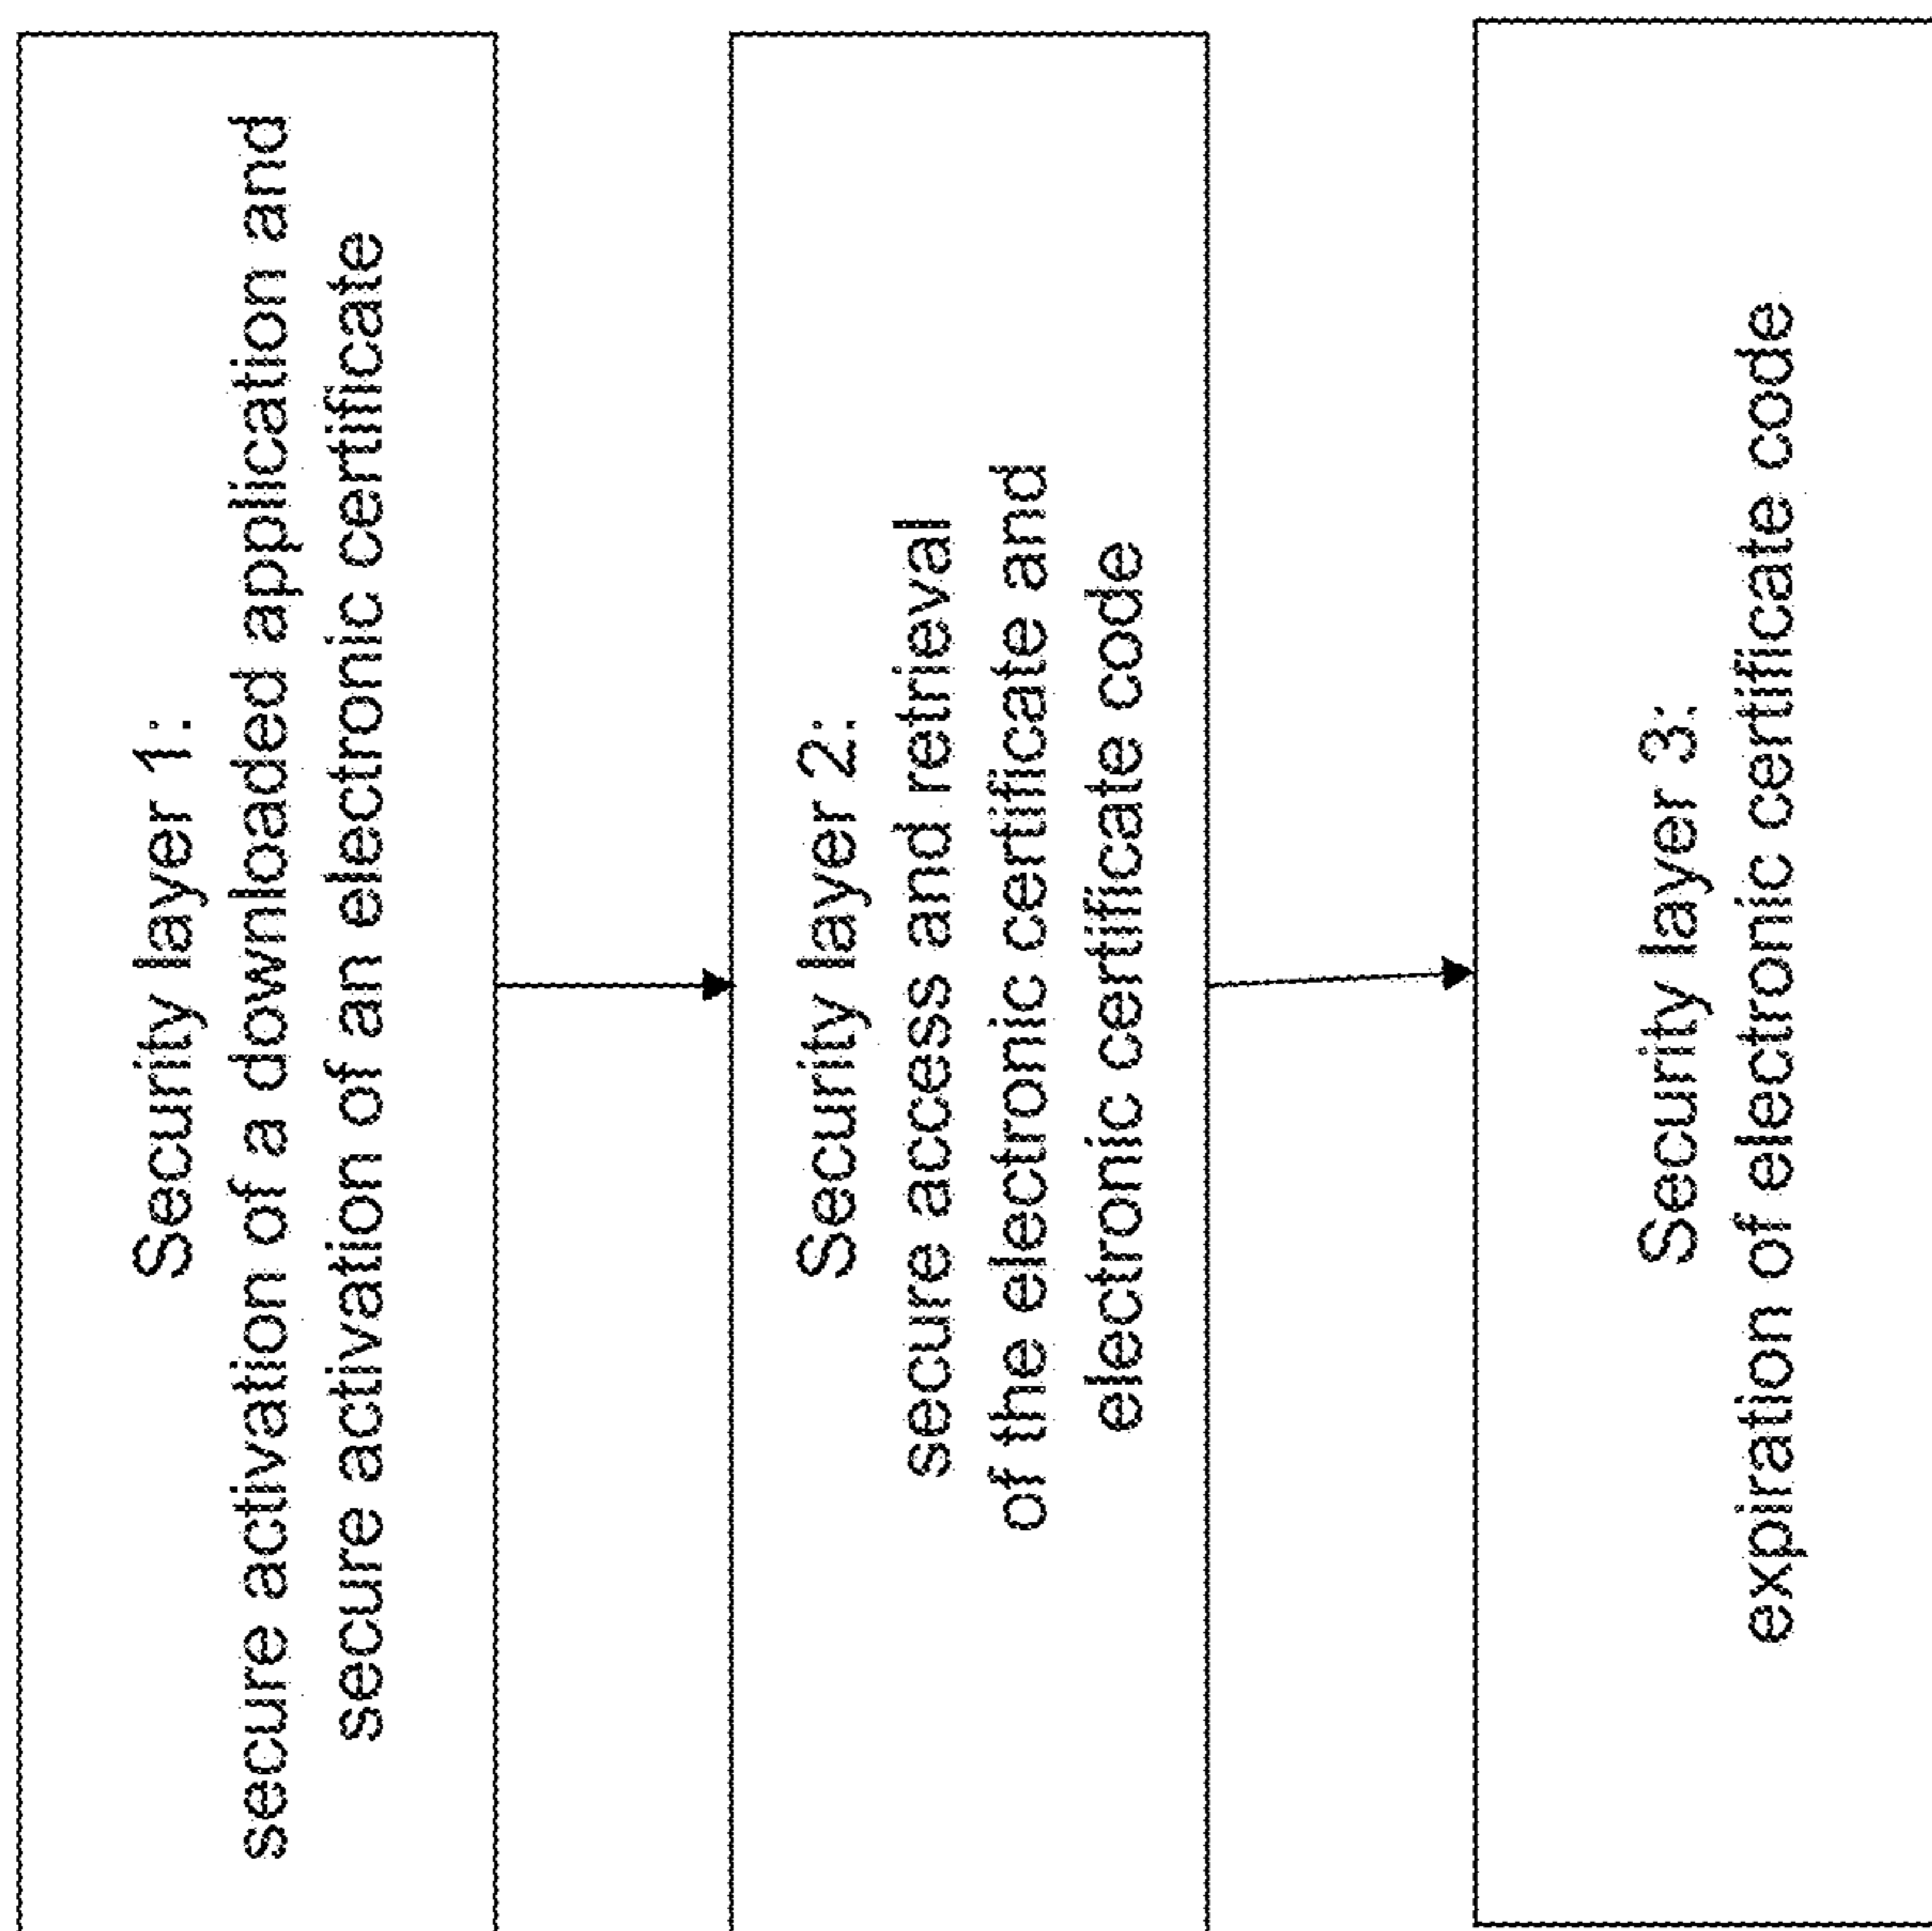 Security layer 1:
secure activation of a downloaded application and
secure activation of an electronic certificate
Security layer 2:
secure access and retrieval
of the electronic certificate and
electronic certificate code
Security layer 3:
expiration of electronic certificate code